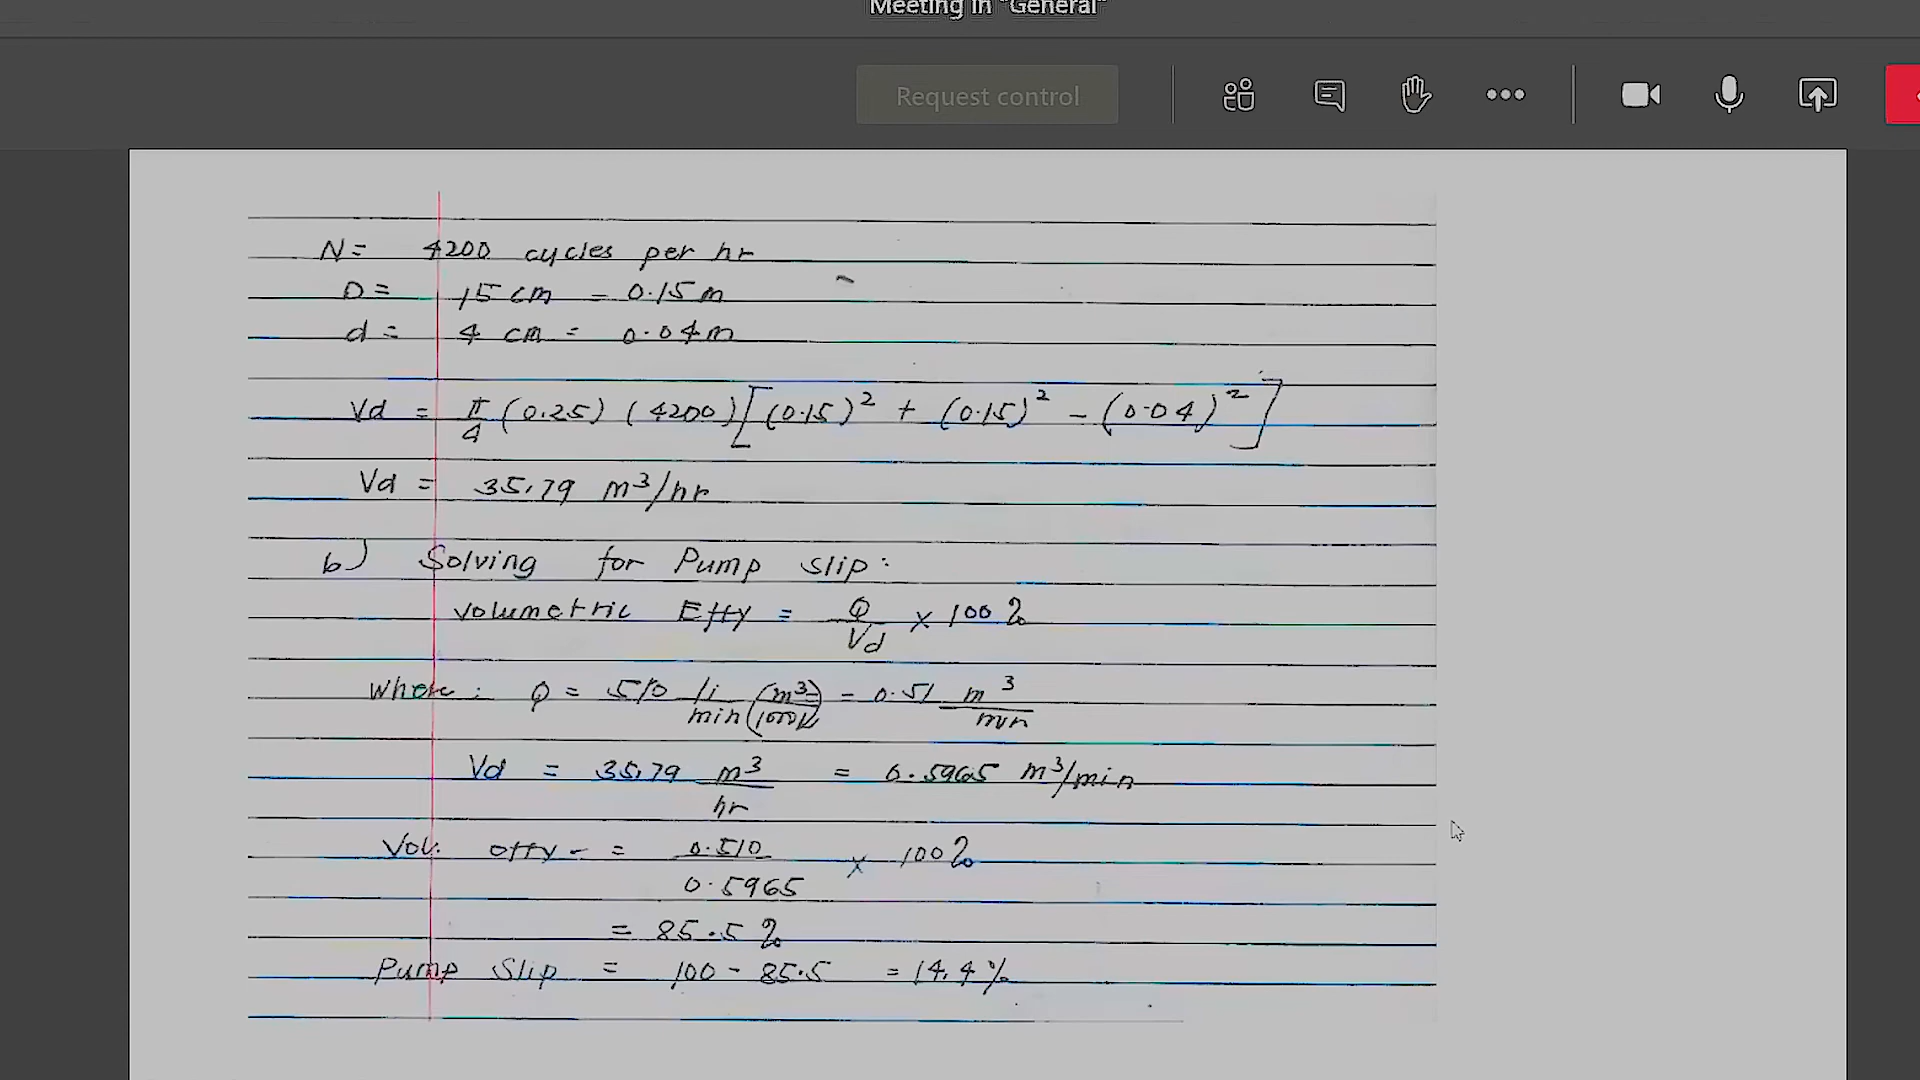 Meeting in "General"
Request control
N = 4200 cycles per hr
D = 15 cm = 0.15 m
d = 4 cm = 0.04 m
Vd = π/4 (0.25) (4200) [(0.15)² + (0.15)² - (0.04)²]
Vd = 35.79 m³/hr
b) Solving for Pump slip:
Volumetric Effy = Q/Vd x 100%
Where: Q = 510 li/min (m³/1000li) = 0.51 m³/min
Vd = 35.79 m³/hr = 0.5965 m³/min
Vol. effy = 0.510/0.5965 x 100%
= 85.5%
Pump Slip = 100 - 85.5 = 14.4%